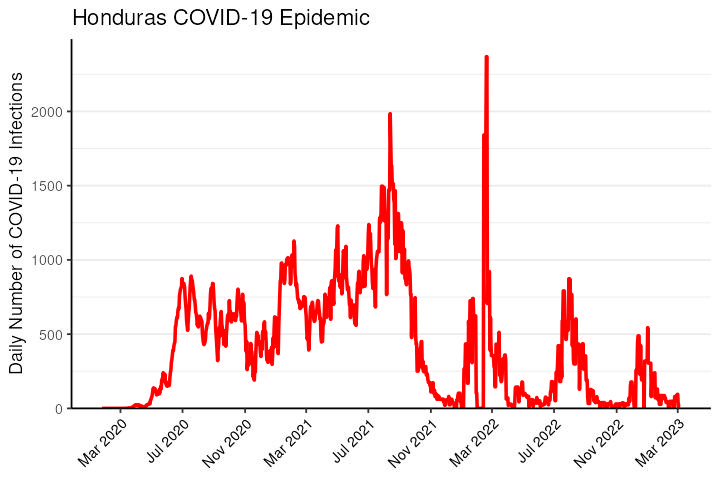 Honduras COVID-19 Epidemic
Daily Number of COVID-19 Infections
2000
1500
1000
500
0
Mar 2020
Jul 2020
Nov 2020
Mar 2021
Jul 2021
Nov 2021
Mar 2022
Jul 2022
Nov 2022
Mar 2023